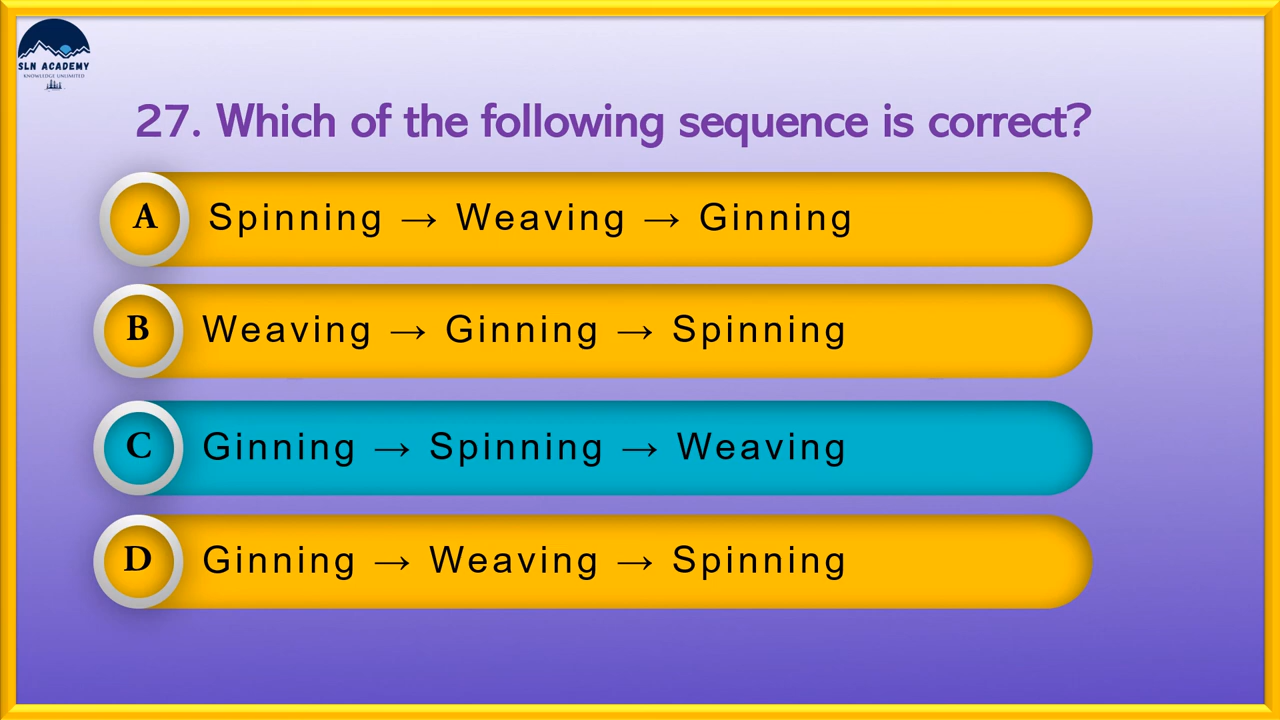 SLN ACADEMY
KNOWLEDGE UNLIMITED
27. Which of the following sequence is correct?
A Spinning → Weaving → Ginning
B Weaving → Ginning → Spinning
C Ginning → Spinning → Weaving
D Ginning → Weaving → Spinning